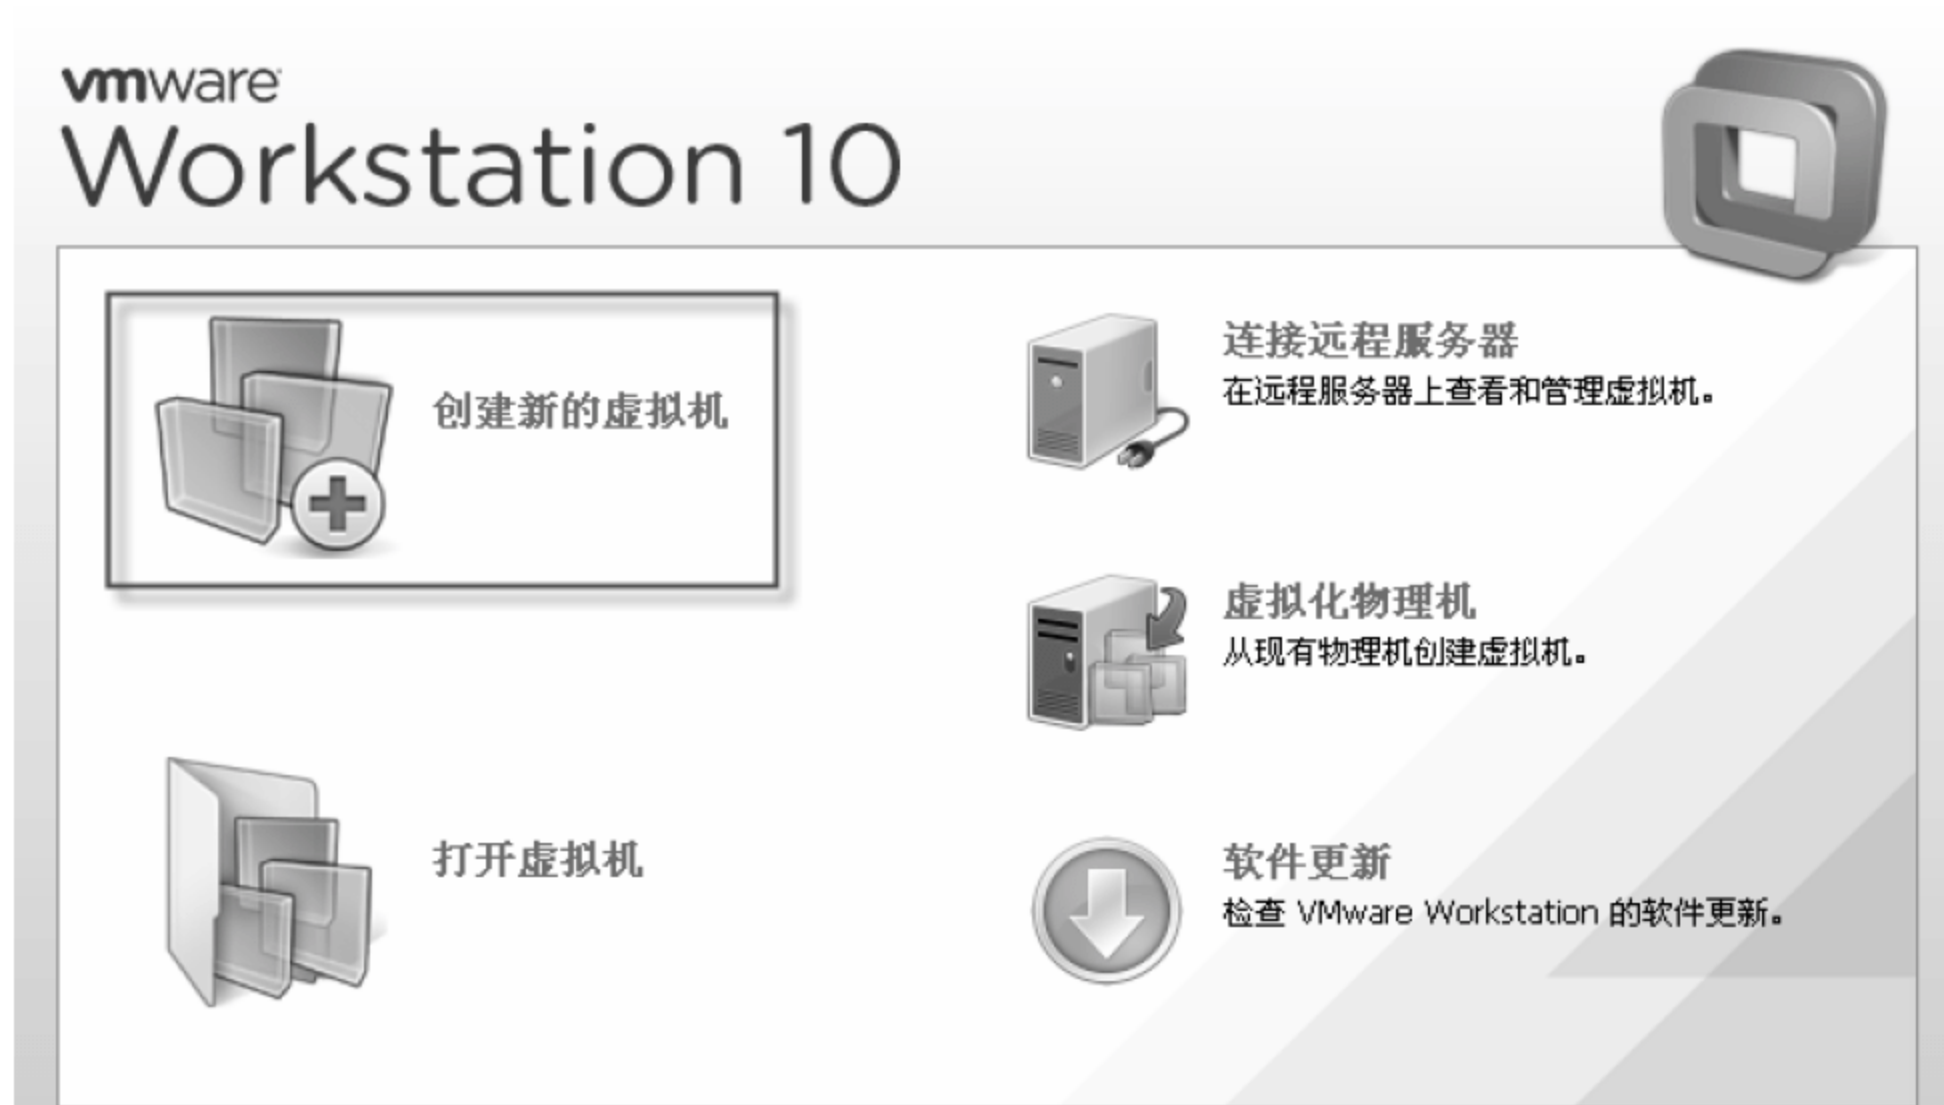 vmware
Workstation 10
创建新的虚拟机
打开虚拟机
连接远程服务器
在远程服务器上查看和管理虚拟机。
虚拟化物理机
从现有物理机创建虚拟机。
软件更新
检查 VMware Workstation 的软件更新。